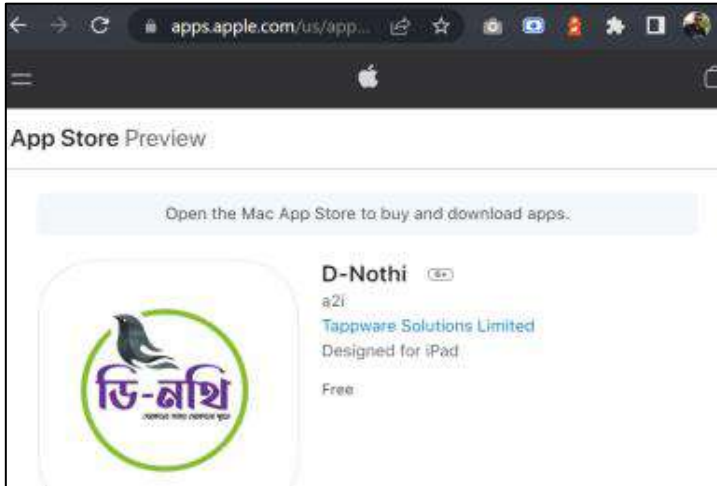 apps.apple.com/us/app...
App Store Preview
Open the Mac App Store to buy and download apps.
D-Nothi
a2i
Tappware Solutions Limited
Designed for iPad
Free
ডি-নথি